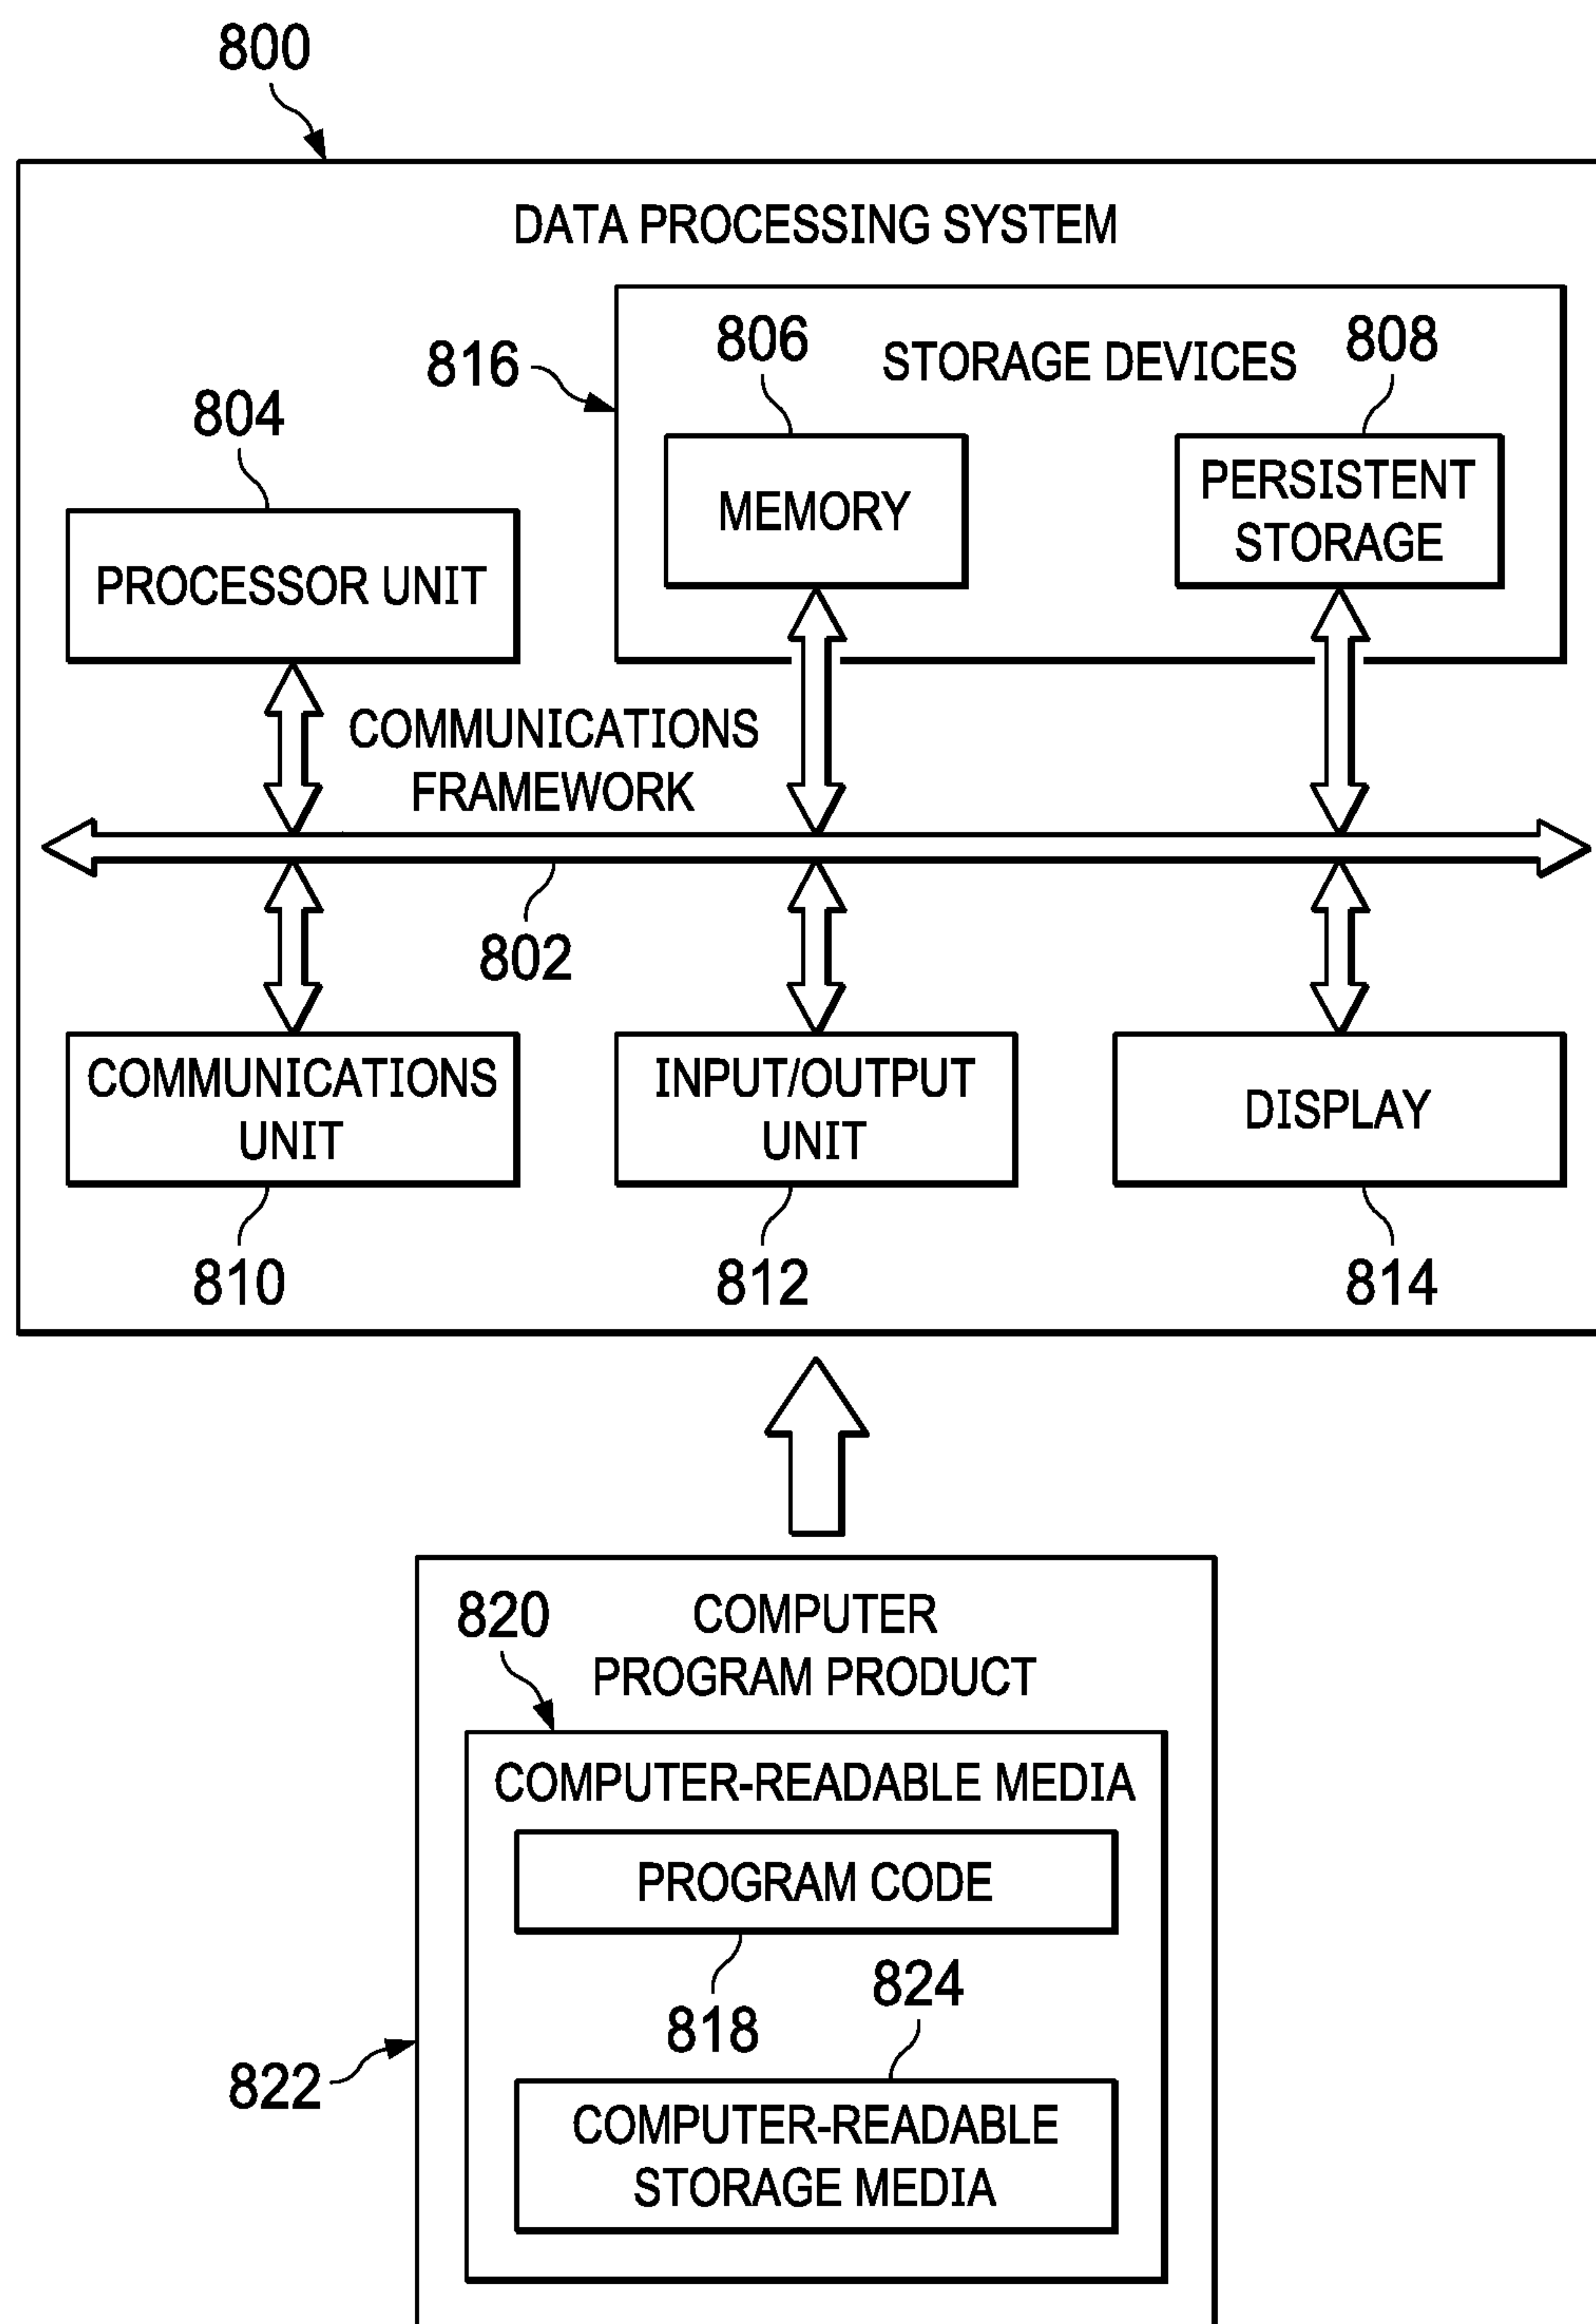 800
DATA PROCESSING SYSTEM
816
806
STORAGE DEVICES
808
804
MEMORY
PERSISTENT
STORAGE
PROCESSOR UNIT
COMMUNICATIONS
FRAMEWORK
802
COMMUNICATIONS
UNIT
INPUT/OUTPUT
UNIT
DISPLAY
810
812
814
820
COMPUTER
PROGRAM PRODUCT
COMPUTER-READABLE MEDIA
PROGRAM CODE
818
824
822
COMPUTER-READABLE
STORAGE MEDIA